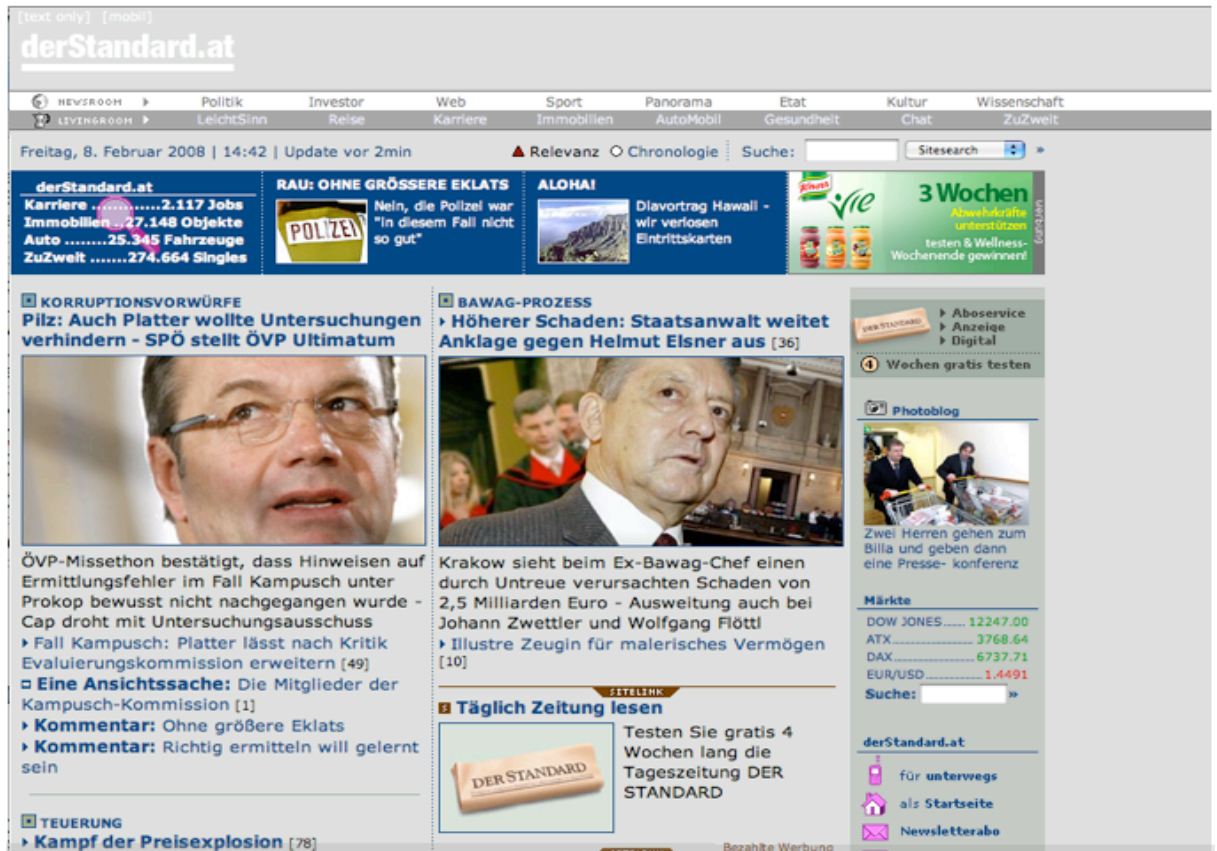 [text only] [mobil]
derStandard.at
NEWSROOM Politik Investor Web Sport Panorama Etat Kultur Wissenschaft
LIVINGROOM LeichtSinn Reise Karriere Immobilien AutoMobil Gesundheit Chat ZuZweit
Freitag, 8. Februar 2008 | 14:42 | Update vor 2min
Relevanz Chronologie Suche: Sitesearch »
derStandard.at
Karriere .............2.117 Jobs
Immobilien ..27.148 Objekte
Auto ........25.345 Fahrzeuge
ZuZweit .......274.664 Singles
RAU: OHNE GRÖSSERE EKLATS
POLIZEI
Nein, die Polizei war
"in diesem Fall nicht
so gut"
ALOHA!
Diavortrag Hawaii -
wir verlosen
Eintrittskarten
Knorr
Vie
3 Wochen
Abwehrkräfte
unterstützen
testen & Wellness-
Wochenende gewinnen!
werbung
KORRUPTIONSVORWÜRFE
Pilz: Auch Platter wollte Untersuchungen
verhindern - SPÖ stellt ÖVP Ultimatum
ÖVP-Missethon bestätigt, dass Hinweisen auf
Ermittlungsfehler im Fall Kampusch unter
Prokop bewusst nicht nachgegangen wurde -
Cap droht mit Untersuchungsausschuss
Fall Kampusch: Platter lässt nach Kritik
Evaluierungskommission erweitern [49]
Eine Ansichtssache: Die Mitglieder der
Kampusch-Kommission [1]
Kommentar: Ohne größere Eklats
Kommentar: Richtig ermitteln will gelernt
sein
TEUERUNG
Kampf der Preisexplosion [78]
BAWAG-PROZESS
Höherer Schaden: Staatsanwalt weitet
Anklage gegen Helmut Elsner aus [36]
Krakow sieht beim Ex-Bawag-Chef einen
durch Untreue verursachten Schaden von
2,5 Milliarden Euro - Ausweitung auch bei
Johann Zwettler und Wolfgang Flöttl
Illustre Zeugin für malerisches Vermögen
[10]
SITELINK
Täglich Zeitung lesen
DER STANDARD
Testen Sie gratis 4
Wochen lang die
Tageszeitung DER
STANDARD
SITELINK
Bezahlte Werbung
DER STANDARD
Aboservice
Anzeige
Digital
4 Wochen gratis testen
Photoblog
Zwei Herren gehen zum
Billa und geben dann
eine Presse- konferenz
Märkte
DOW JONES..... 12247.00
ATX.................. 3768.64
DAX.................. 6737.71
EUR/USD............ 1.4491
Suche: »
derStandard.at
für unterwegs
als Startseite
Newsletterabo